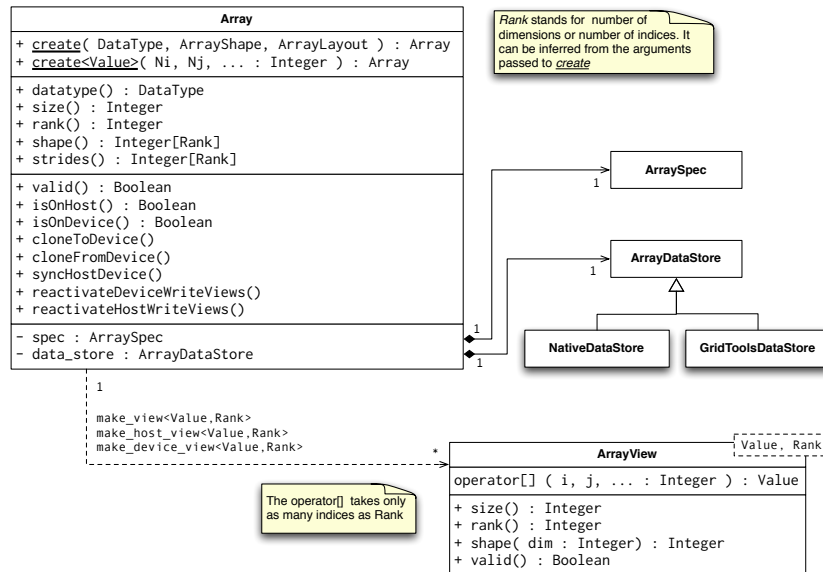 Array
+ create( DataType, ArrayShape, ArrayLayout ) : Array
+ create<Value>( Ni, Nj, ... : Integer ) : Array
+ datatype() : DataType
+ size() : Integer
+ rank() : Integer
+ shape() : Integer[Rank]
+ strides() : Integer[Rank]
+ valid() : Boolean
+ isOnHost() : Boolean
+ isOnDevice() : Boolean
+ cloneToDevice()
+ cloneFromDevice()
+ syncHostDevice()
+ reactivateDeviceWriteViews()
+ reactivateHostWriteViews()
- spec : ArraySpec
- data_store : ArrayDataStore
Rank stands for number of
dimensions or number of indices. It
can be inferred from the arguments
passed to create
ArraySpec
1
1
ArrayDataStore
1
1
NativeDataStore
GridToolsDataStore
1
make_view<Value,Rank>
make_host_view<Value,Rank>
make_device_view<Value,Rank>
*
The operator[] takes only
as many indices as Rank
Value, Rank
ArrayView
operator[] ( i, j, ... : Integer ) : Value
+ size() : Integer
+ rank() : Integer
+ shape( dim : Integer) : Integer
+ valid() : Boolean